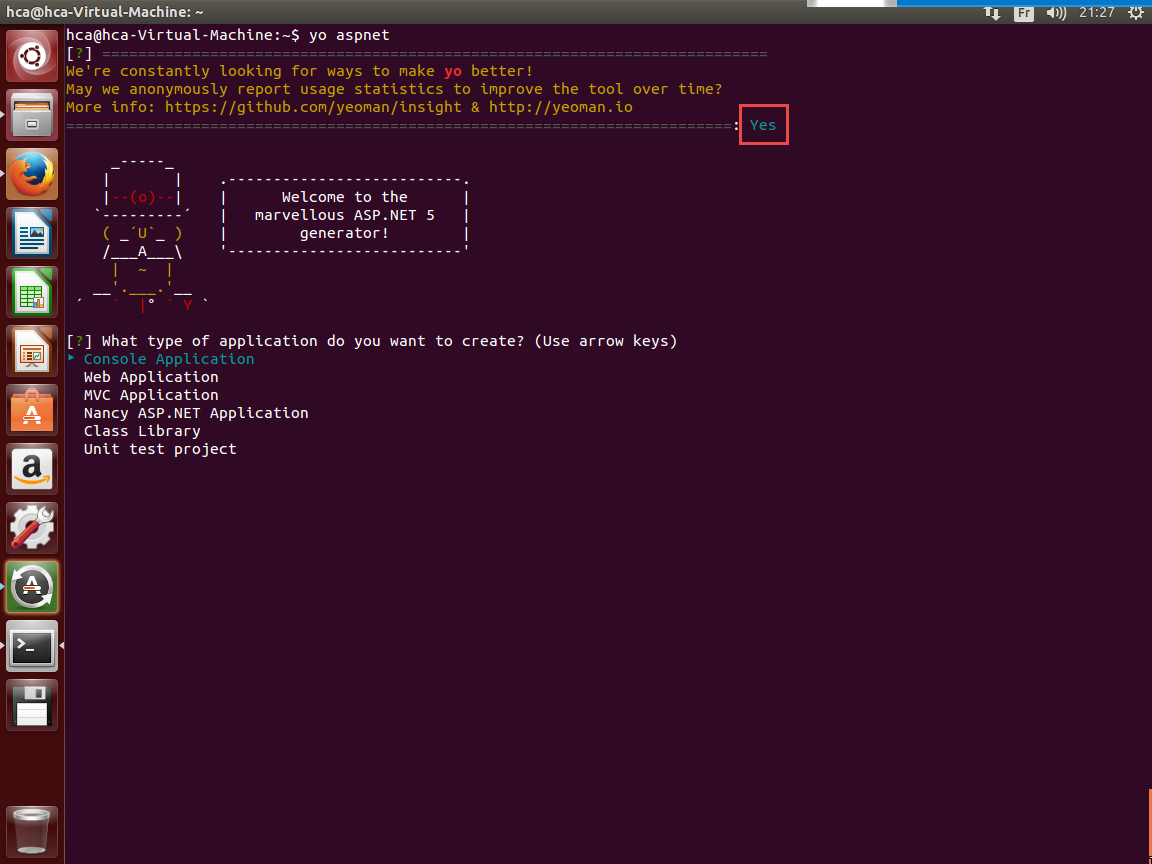 hca@hca-Virtual-Machine: ~
Fr
21:27
hca@hca-Virtual-Machine:~$ yo aspnet
[?] ==========================================================================
We're constantly looking for ways to make yo better!
May we anonymously report usage statistics to improve the tool over time?
More info: https://github.com/yeoman/insight & http://yeoman.io
==========================================================================: Yes
     _-----_
    |       |    .--------------------------.
    |--(o)--|    |      Welcome to the      |
   `---------´   |   marvellous ASP.NET 5   |
    ( _´U`_ )    |        generator!        |
    /___A___\    '--------------------------'
     |  ~  |
   __'.___.'__
 ´   `  |° ´ Y `
[?] What type of application do you want to create? (Use arrow keys)
‣ Console Application
Web Application
MVC Application
Nancy ASP.NET Application
Class Library
Unit test project